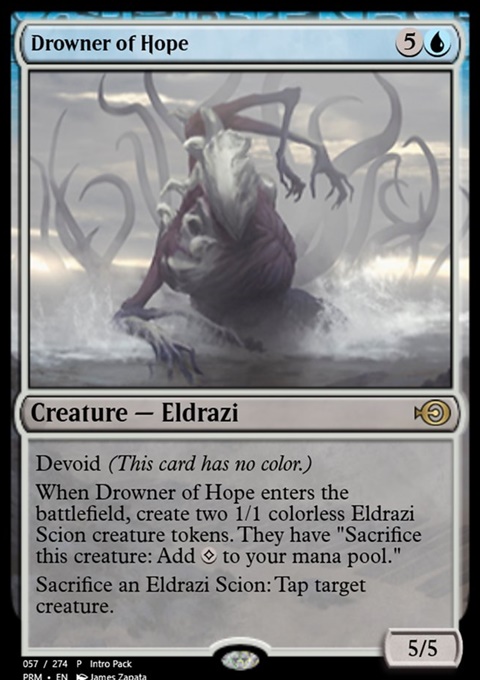 Drowner of Hope 5
Creature — Eldrazi
Devoid (This card has no color.)
When Drowner of Hope enters the
battlefield, create two 1/1 colorless Eldrazi
Scion creature tokens. They have "Sacrifice
this creature: Add to your mana pool."
Sacrifice an Eldrazi Scion: Tap target
creature.
5/5
057 / 274 P Intro Pack
PRM • EN James Zapata